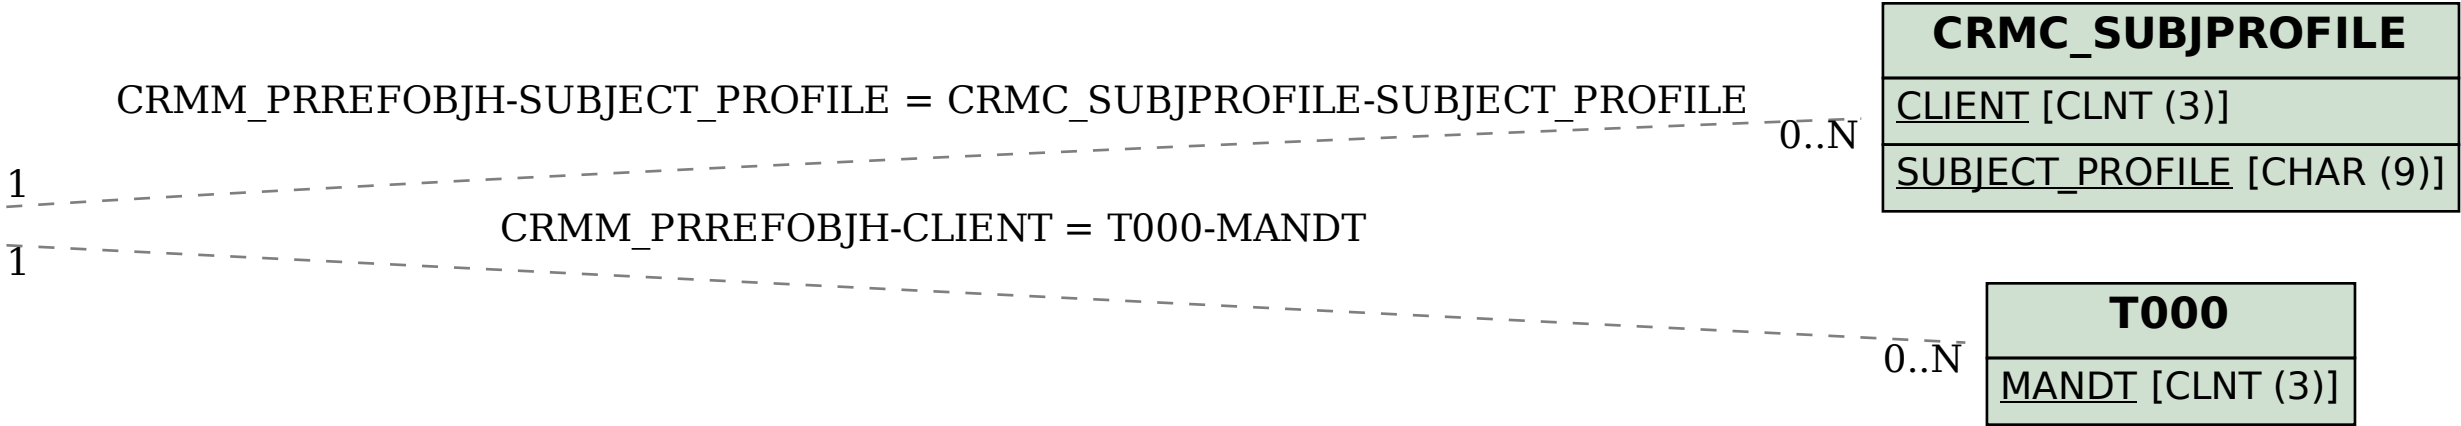 CRMC_SUBJPROFILE
CLIENT [CLNT (3)]
SUBJECT_PROFILE [CHAR (9)]
CRMM_PRREFOBJH-SUBJECT_PROFILE = CRMC_SUBJPROFILE-SUBJECT_PROFILE
0..N
1
CRMM_PRREFOBJH-CLIENT = T000-MANDT
1
0..N
T000
MANDT [CLNT (3)]